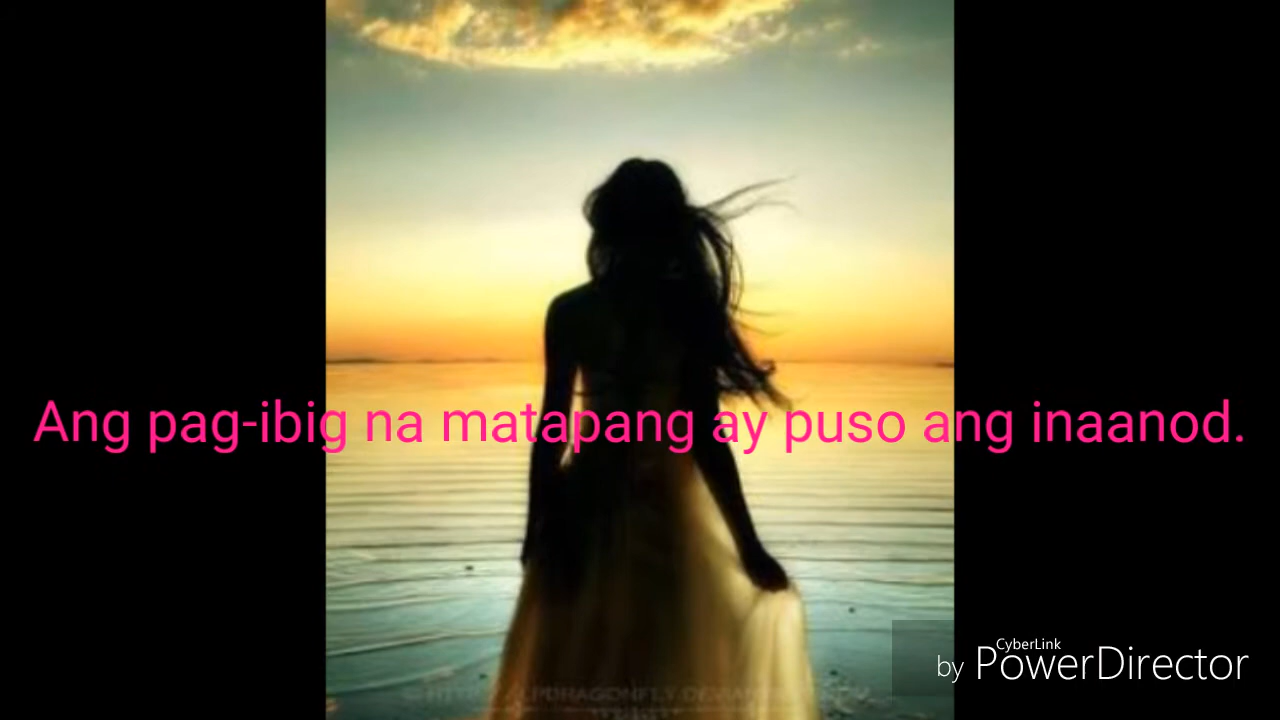 Ang pag-ibig na matapang ay puso ang inaanod.
CyberLink
by PowerDirector